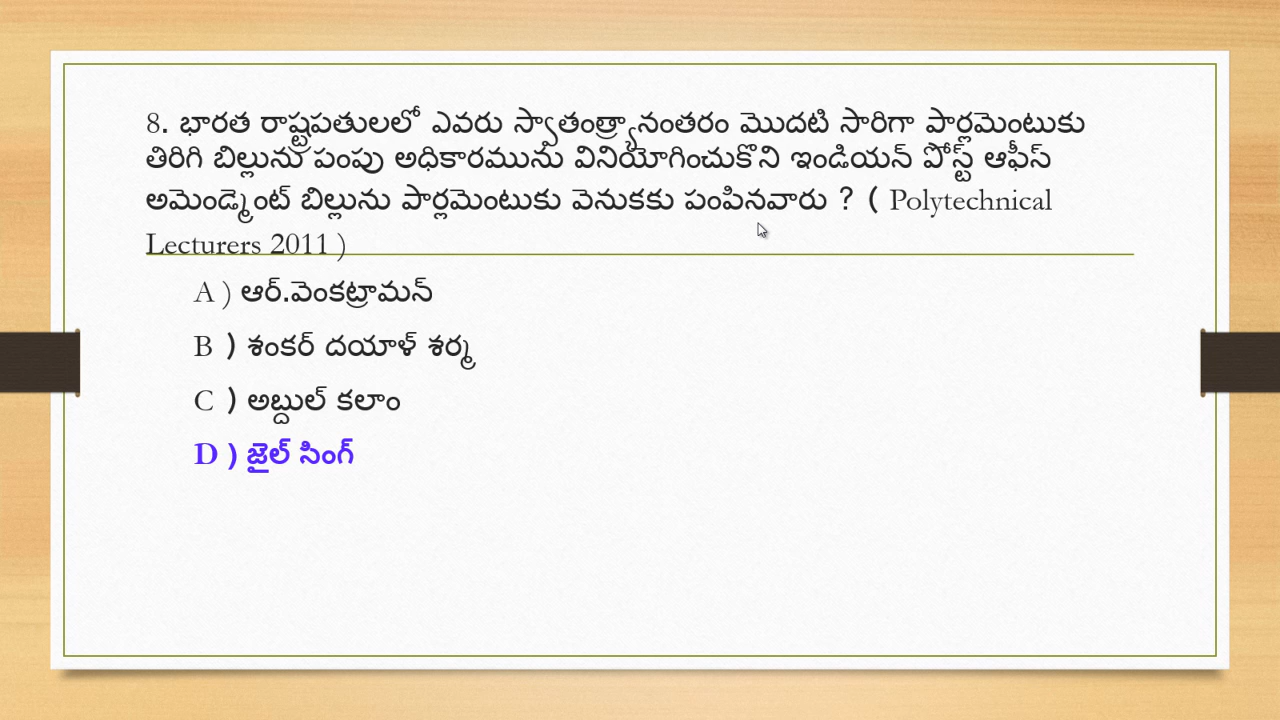 8. భారత రాష్ట్రపతులలో ఎవరు స్వాతంత్ర్యానంతరం మొదటి సారిగా పార్లమెంటుకు
తిరిగి బిల్లును పంపు అధికారమును వినియోగించుకొని ఇండియన్ పోస్ట్ ఆఫీస్
అమెండ్మెంట్ బిల్లును పార్లమెంటుకు వెనుకకు పంపినవారు ? ( Polytechnical
Lecturers 2011 )
A ) ఆర్.వెంకట్రామన్
B ) శంకర్ దయాళ్ శర్మ
C ) అబ్దుల్ కలాం
D ) జైల్ సింగ్